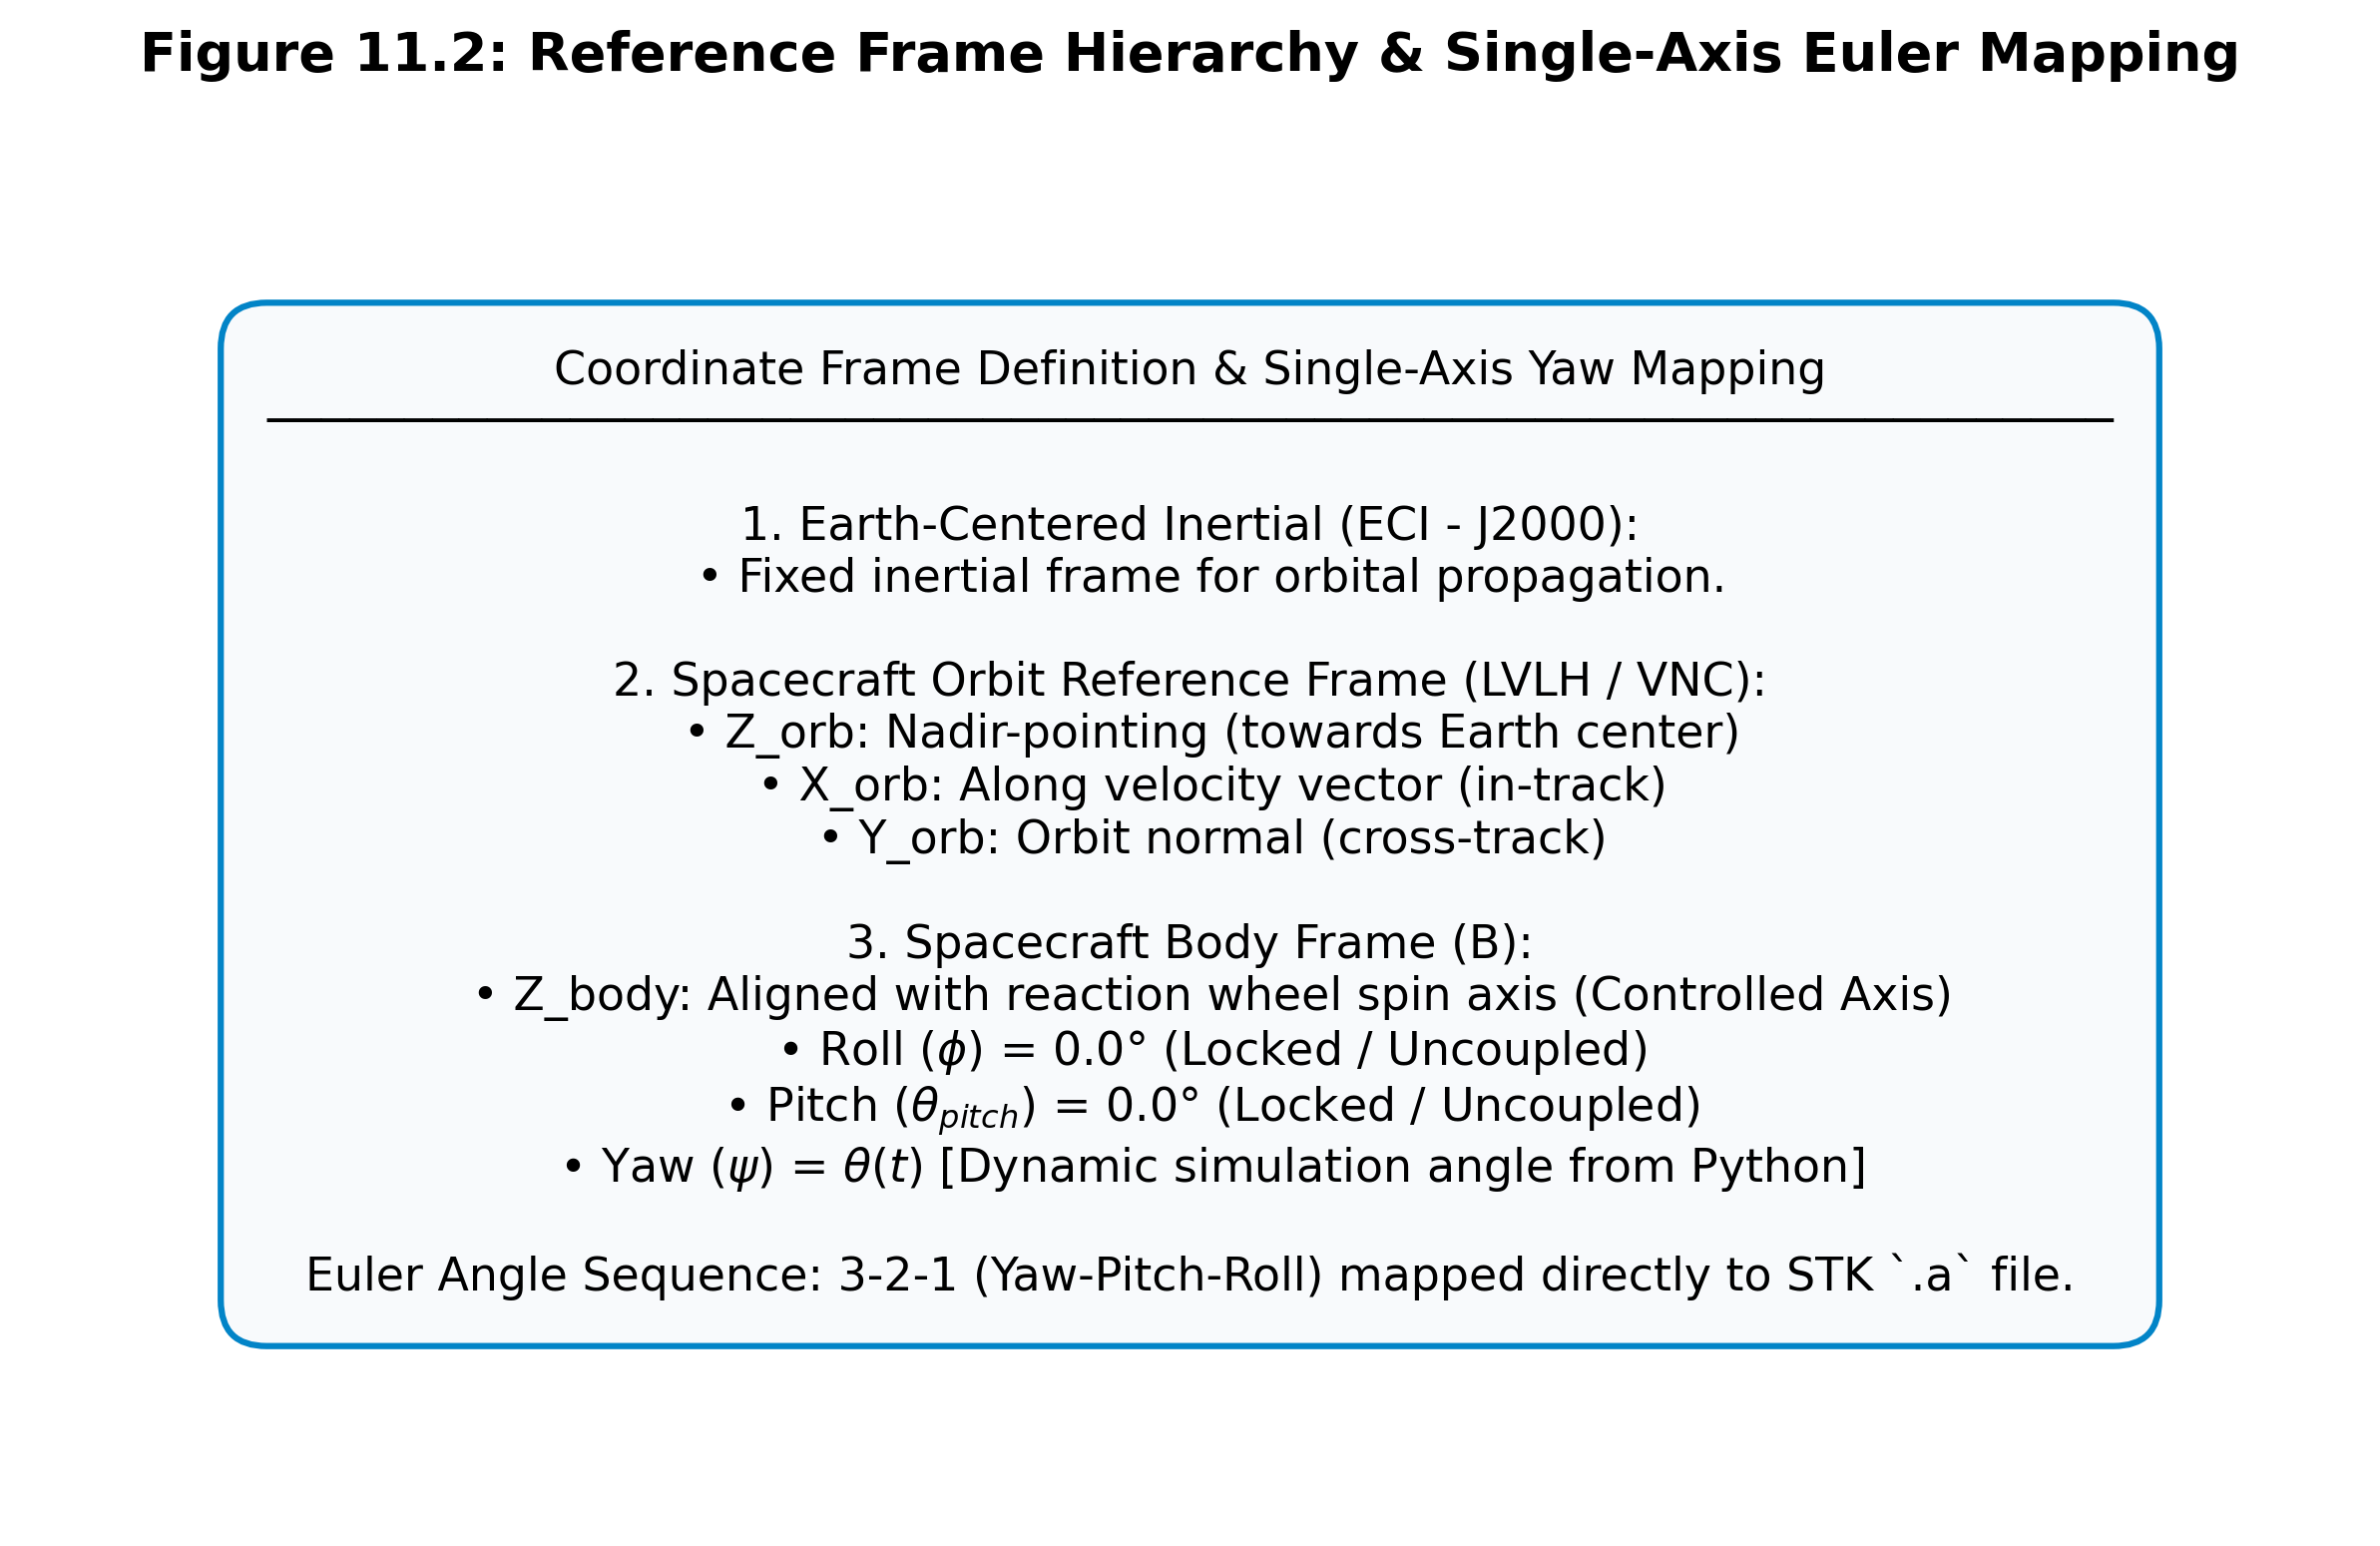 Figure 11.2: Reference Frame Hierarchy & Single-Axis Euler Mapping
Coordinate Frame Definition & Single-Axis Yaw Mapping
1. Earth-Centered Inertial (ECI - J2000):
• Fixed inertial frame for orbital propagation.
2. Spacecraft Orbit Reference Frame (LVLH / VNC):
• Z_orb: Nadir-pointing (towards Earth center)
• X_orb: Along velocity vector (in-track)
• Y_orb: Orbit normal (cross-track)
3. Spacecraft Body Frame (B):
• Z_body: Aligned with reaction wheel spin axis (Controlled Axis)
• Roll (ϕ) = 0.0° (Locked / Uncoupled)
• Pitch (θ_pitch) = 0.0° (Locked / Uncoupled)
• Yaw (ψ) = θ(t) [Dynamic simulation angle from Python]
Euler Angle Sequence: 3-2-1 (Yaw-Pitch-Roll) mapped directly to STK `.a` file.